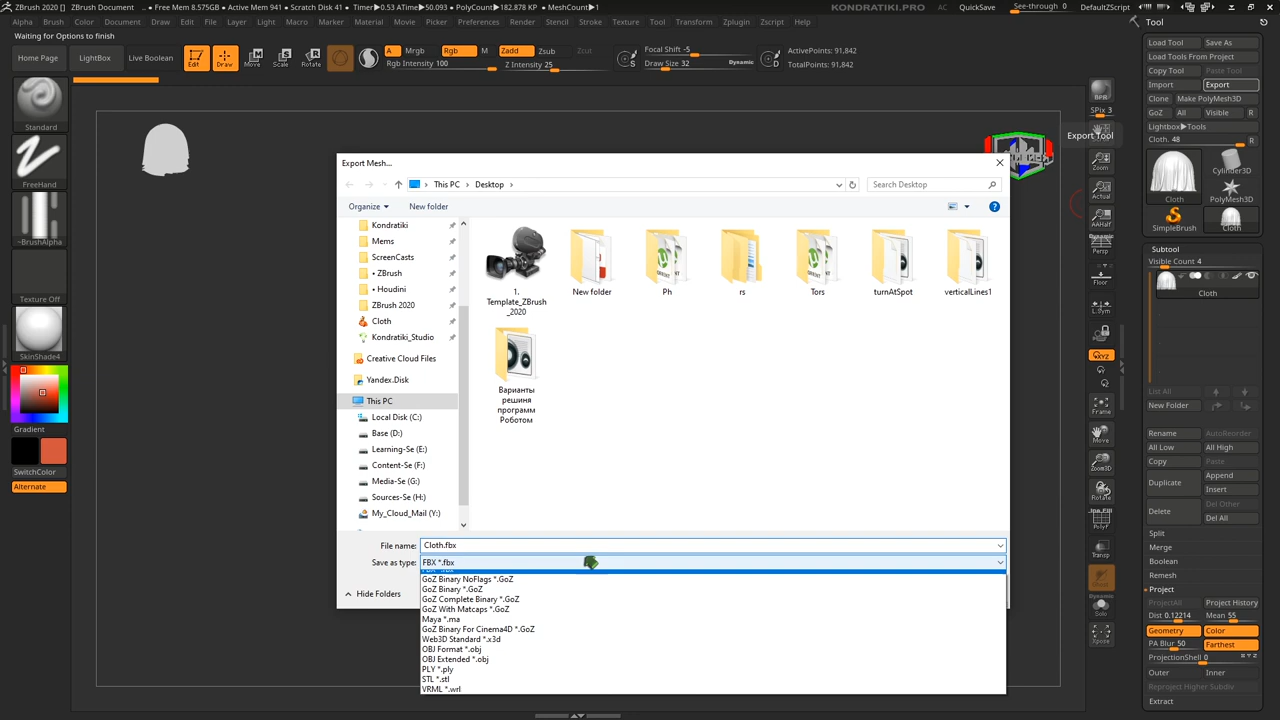 ZBrush 2020 [] ZBrush Document .. • Free Mem 8.575GB • Active Mem 941 • Scratch Disk 41 • Timer▶0.53 ATime▶50.093 • PolyCount▶182.878 KP • MeshCount▶1
KONDRATIKI.PRO
AC
QuickSave
See-through 0
DefaultZScript
Alpha Brush Color Document Draw Edit File Layer Light Macro Marker Material Movie Picker Preferences Render Stencil Stroke Texture Tool Transform Zplugin Zscript Help
Waiting for Options to finish
Home Page
LightBox
Live Boolean
Edit
Draw
Move
Scale
Rotate
A
Mrgb
Rgb
M
Zadd
Zsub
Zcut
Rgb Intensity 100
Z Intensity 25
S
Focal Shift -5
Draw Size 32
Dynamic
D
ActivePoints: 91,842
TotalPoints: 91,842
Standard
FreeHand
~BrushAlpha
Texture Off
SkinShade4
Gradient
SwitchColor
Alternate
Export Mesh...
This PC
Desktop
Search Desktop
Organize
New folder
Kondratiki
Mems
ScreenCasts
• ZBrush
• Houdini
ZBrush 2020
Cloth
Kondratiki_Studio
Creative Cloud Files
Yandex.Disk
This PC
Local Disk (C:)
Base (D:)
Learning-Se (E:)
Content-Se (F:)
Media-Se (G:)
Sources-Se (H:)
My_Cloud_Mail (Y:)
1.
Template_ZBrush
_2020
New folder
Ph
rs
Tors
turnAtSpot
verticalLines1
Варианты
решиня
программ
Роботом
File name:
Cloth.fbx
Save as type:
FBX *.fbx
Hide Folders
GoZ Binary NoFlags *.GoZ
GoZ Binary *.GoZ
GoZ Complete Binary *.GoZ
GoZ With Matcaps *.GoZ
Maya *.ma
GoZ Binary For Cinema4D *.GoZ
Web3D Standard *.x3d
OBJ Format *.obj
OBJ Extended *.obj
PLY *.ply
STL *.stl
VRML *.wrl
Export Tool
BPR
SPix 3
Zoom
Actual
AAHalf
Dynamic
Persp
Floor
L.Sym
XYZ
Frame
Move
Zoom3D
Rotate
PolyF
Transp
Dynamic
Solo
Xpose
Tool
Load Tool
Save As
Load Tools From Project
Copy Tool
Paste Tool
Import
Export
Clone
Make PolyMesh3D
GoZ
All
Visible
R
Lightbox▶Tools
Cloth. 48
R
Cloth
Cylinder3D
PolyMesh3D
SimpleBrush
Cloth
Subtool
Visible Count 4
Cloth
List All
New Folder
Rename
AutoReorder
All Low
All High
Copy
Paste
Duplicate
Append
Insert
Delete
Del Other
Del All
Split
Merge
Boolean
Remesh
Project
ProjectAll
Project History
Dist 0.12214
Mean 55
Geometry
Color
PA Blur 50
Farthest
ProjectionShell 0
Outer
Inner
Reproject Higher Subdiv
Extract